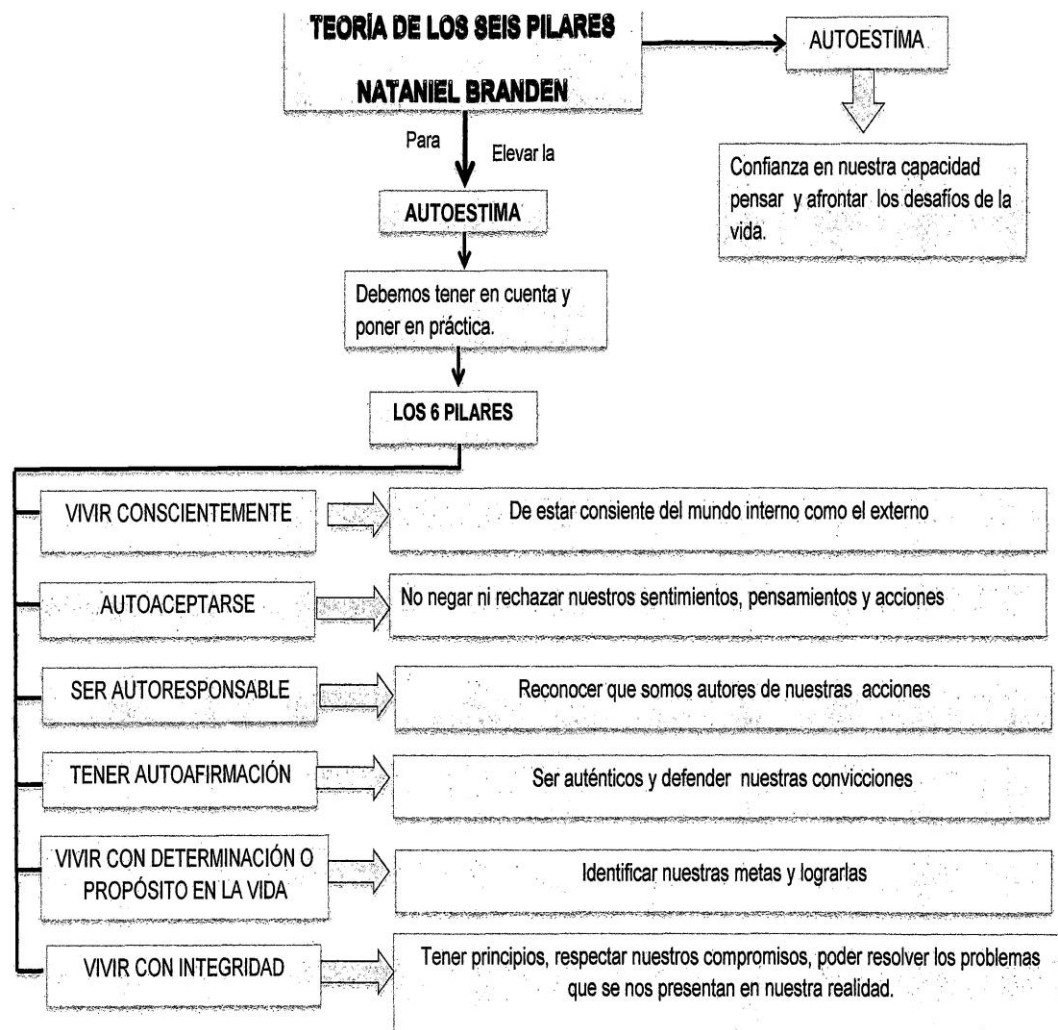 TEORÍA DE LOS SEIS PILARES
NATANIEL BRANDEN
AUTOESTIMA
Confianza en nuestra capacidad
pensar y afrontar los desafíos de la
vida.
Para
Elevar la
AUTOESTIMA
Debemos tener en cuenta y
poner en práctica.
LOS 6 PILARES
VIVIR CONSCIENTEMENTE
De estar consiente del mundo interno como el externo
AUTOACEPTARSE
No negar ni rechazar nuestros sentimientos, pensamientos y acciones
SER AUTORESPONSABLE
Reconocer que somos autores de nuestras acciones
TENER AUTOAFIRMACIÓN
Ser auténticos y defender nuestras convicciones
VIVIR CON DETERMINACIÓN O
PROPÓSITO EN LA VIDA
Identificar nuestras metas y lograrlas
VIVIR CON INTEGRIDAD
Tener principios, respectar nuestros compromisos, poder resolver los problemas
que se nos presentan en nuestra realidad.